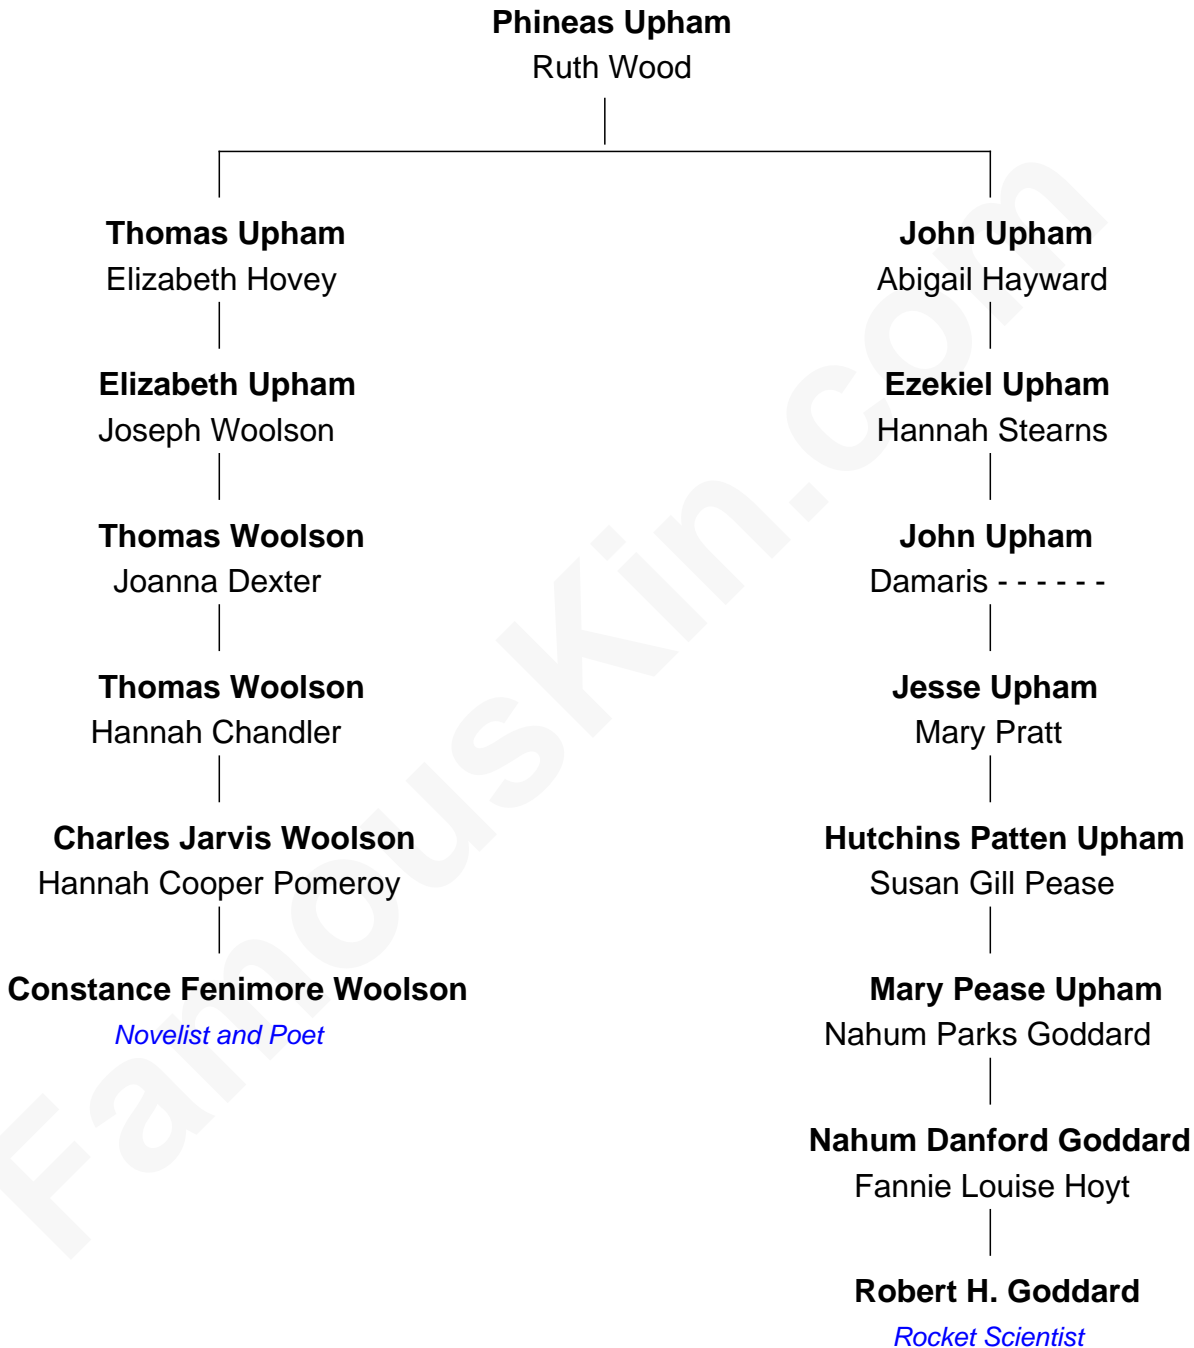 Phineas Upham
Ruth Wood
Thomas Upham
Elizabeth Hovey
Elizabeth Upham
Joseph Woolson
Thomas Woolson
Joanna Dexter
Thomas Woolson
Hannah Chandler
Charles Jarvis Woolson
Hannah Cooper Pomeroy
Constance Fenimore Woolson
Novelist and Poet
John Upham
Abigail Hayward
Ezekiel Upham
Hannah Stearns
John Upham
Damaris - - - - - -
Jesse Upham
Mary Pratt
Hutchins Patten Upham
Susan Gill Pease
Mary Pease Upham
Nahum Parks Goddard
Nahum Danford Goddard
Fannie Louise Hoyt
Robert H. Goddard
Rocket Scientist
FamousKin.com